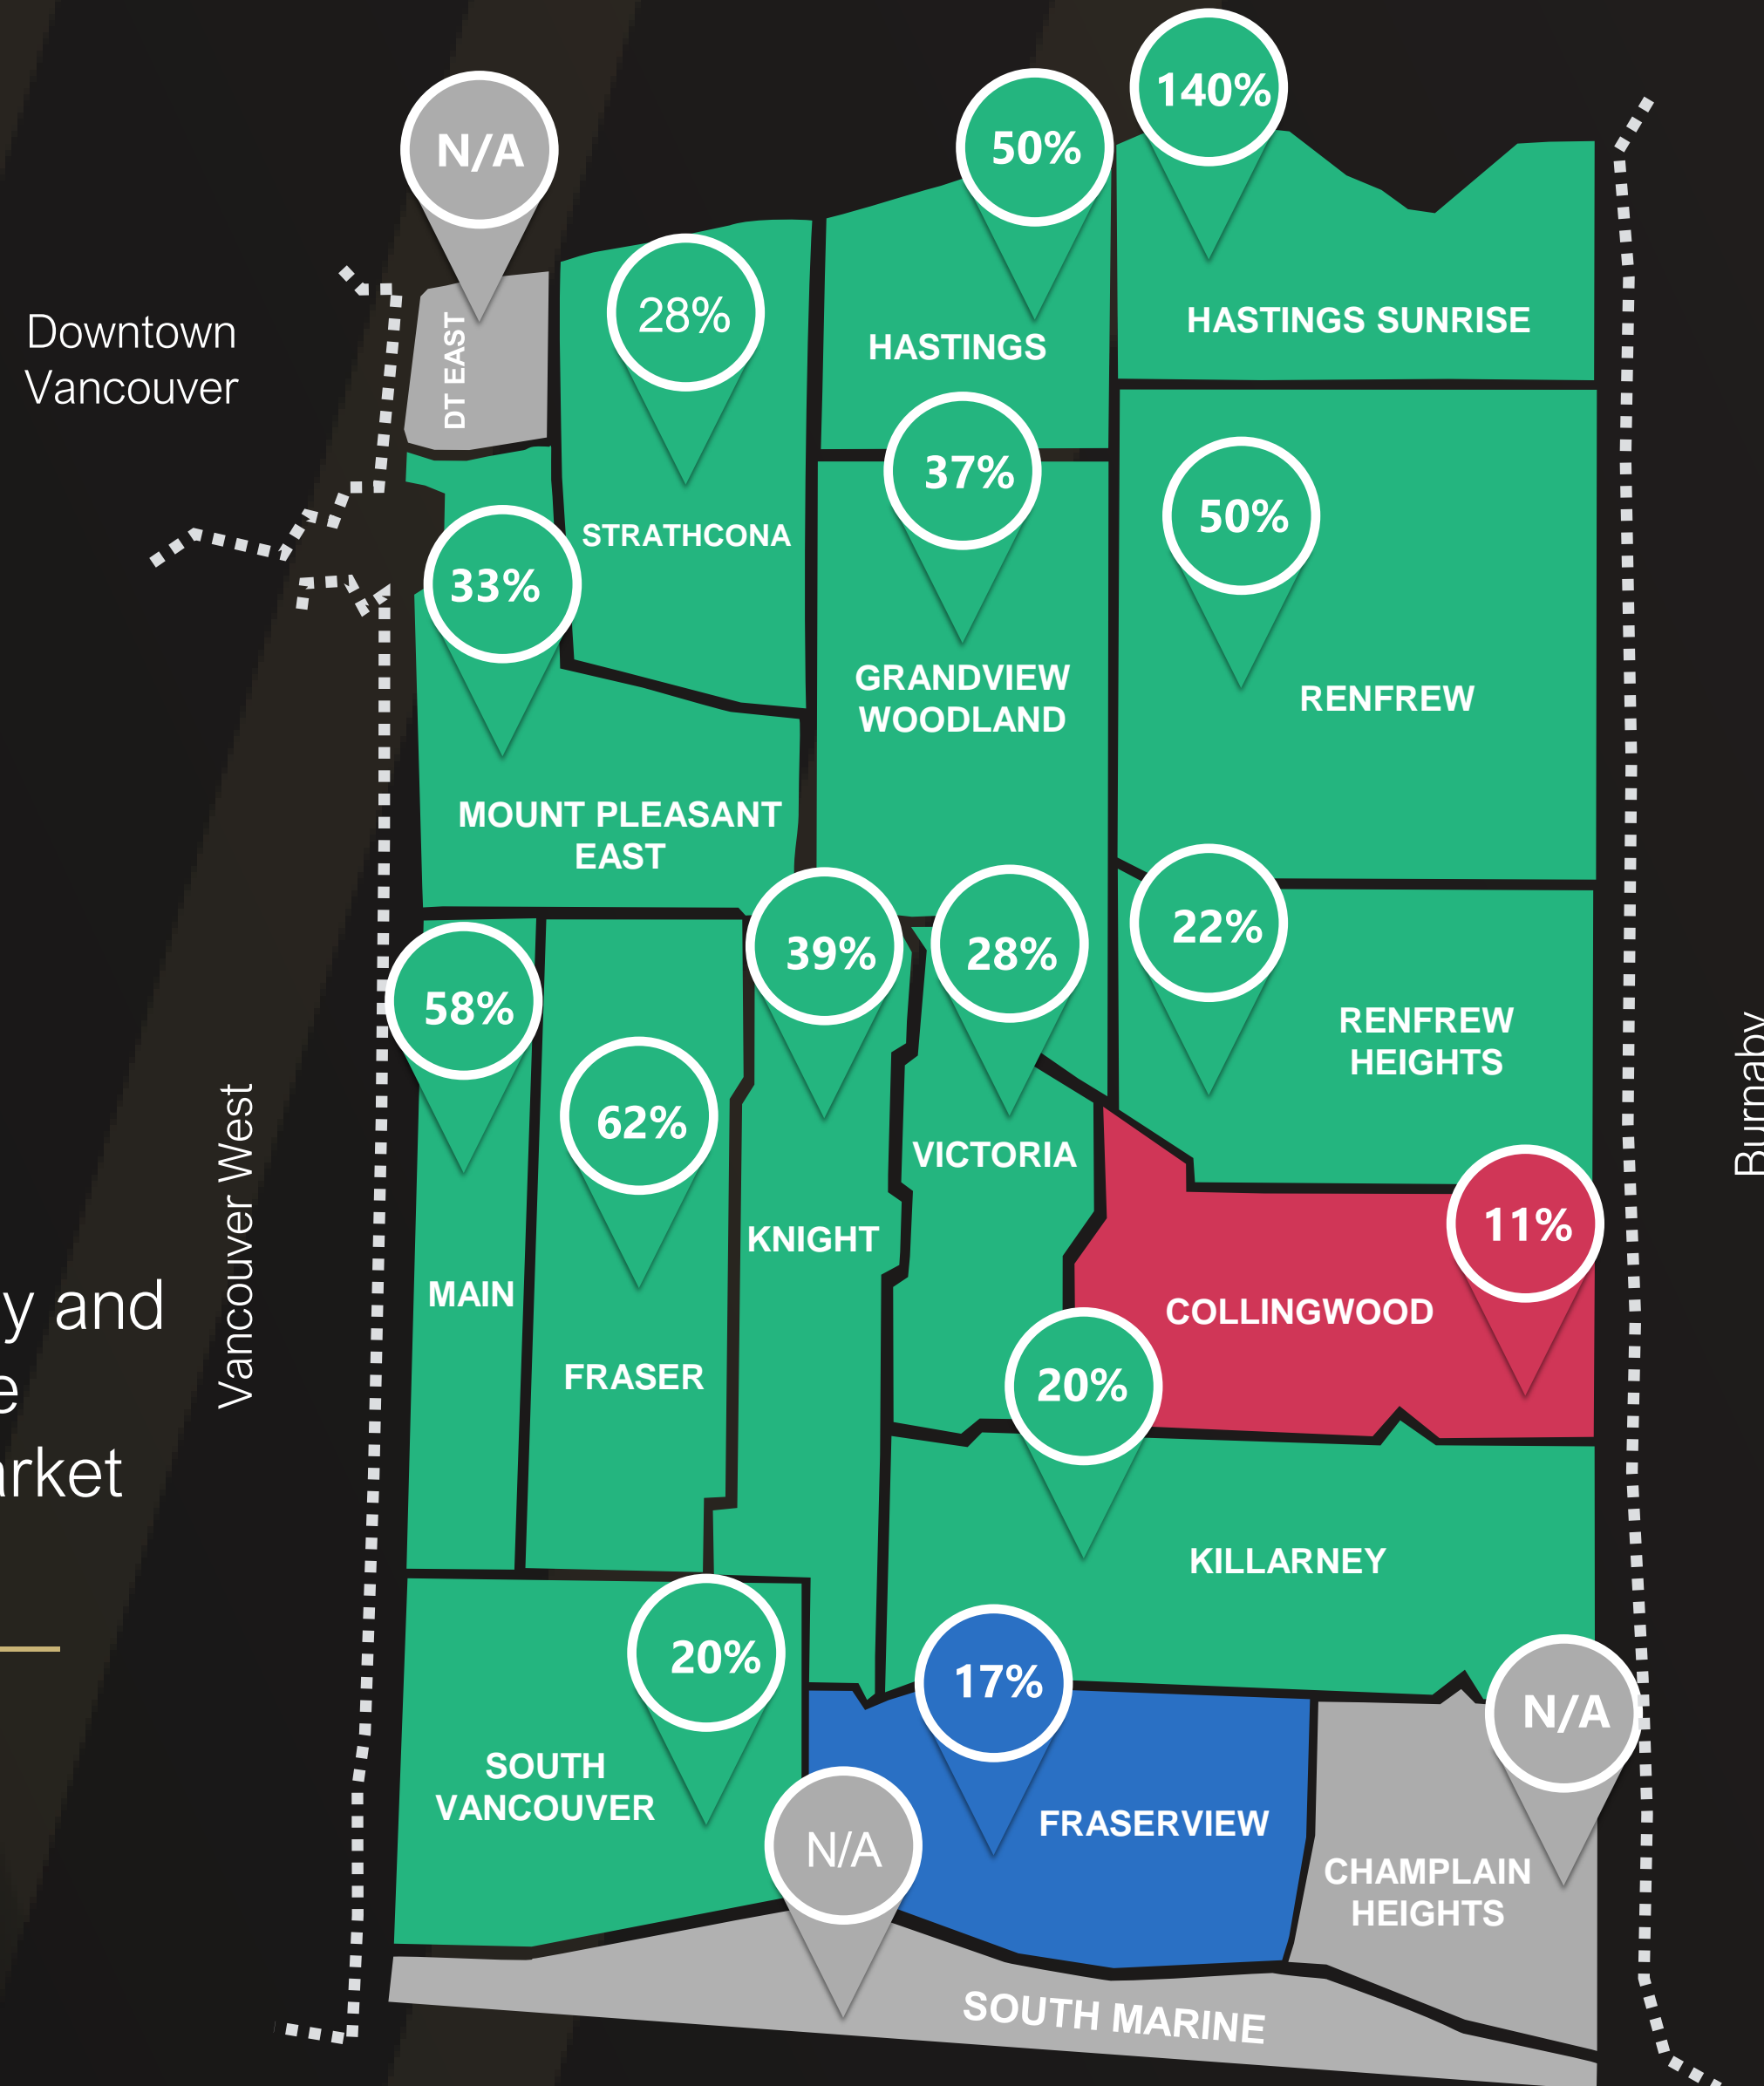 140%
50%
N/A
28%
Downtown
Vancouver
DT EAST
HASTINGS
HASTINGS SUNRISE
37%
50%
STRATHCONA
33%
GRANDVIEW
WOODLAND
RENFREW
MOUNT PLEASANT
EAST
39%
28%
22%
58%
RENFREW
HEIGHTS
Burnaby
62%
VICTORIA
Vancouver West
KNIGHT
11%
MAIN
COLLINGWOOD
y and
FRASER
20%
e
arket
KILLARNEY
20%
17%
N/A
SOUTH
VANCOUVER
FRASERVIEW
N/A
CHAMPLAIN
HEIGHTS
SOUTH MARINE